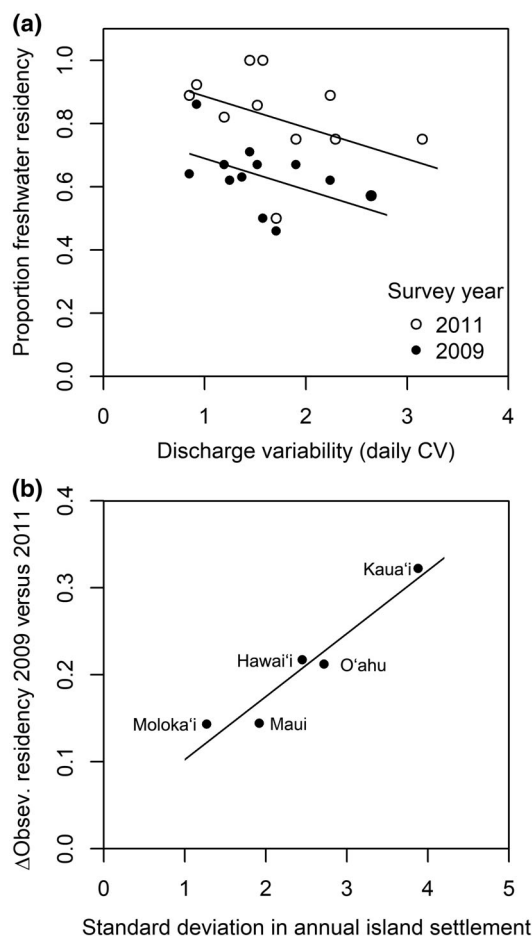 (a)
1.0
0.8
0.6
0.4
0.2
0.0
Proportion freshwater residency
Survey year
2011
2009
0 1 2 3 4
Discharge variability (daily CV)
(b)
0.4
0.3
0.2
0.1
0.0
ΔObsev. residency 2009 versus 2011
Kauaʻi
Hawaiʻi
Oʻahu
Molokaʻi
Maui
0 1 2 3 4 5
Standard deviation in annual island settlement